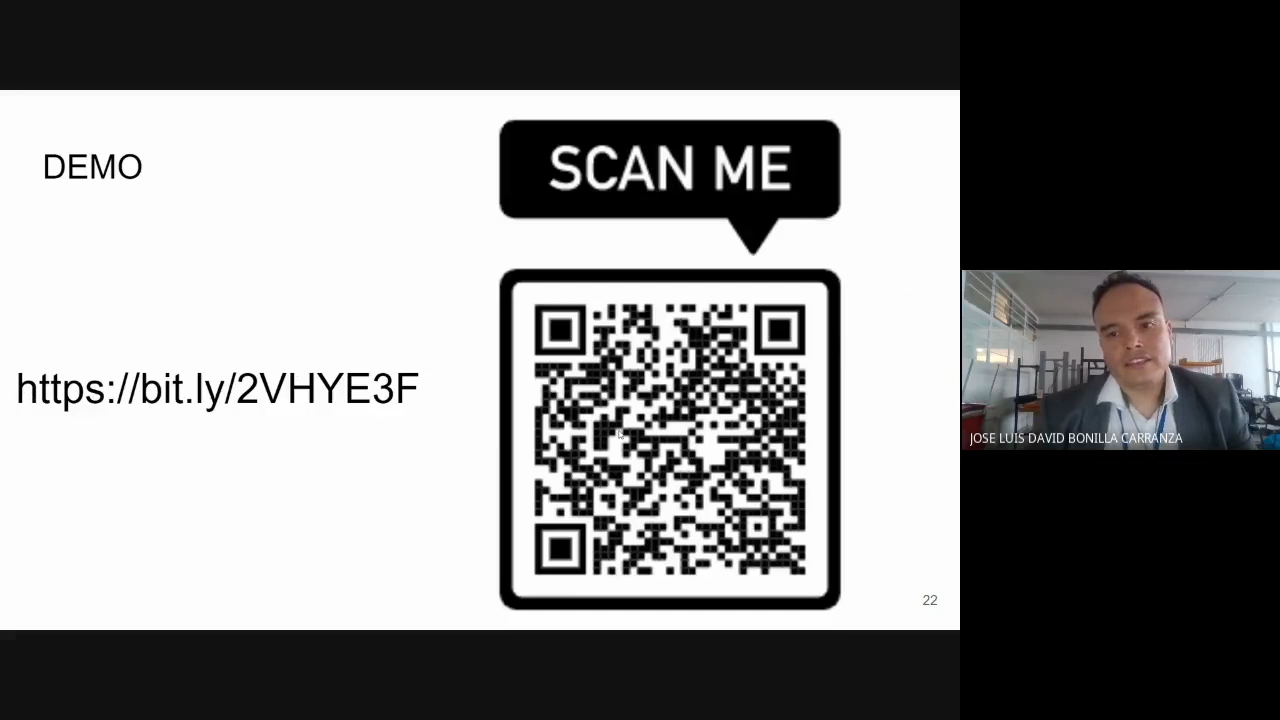 DEMO
SCAN ME
https://bit.ly/2VHYE3F
JOSE LUIS DAVID BONILLA CARRANZA
22